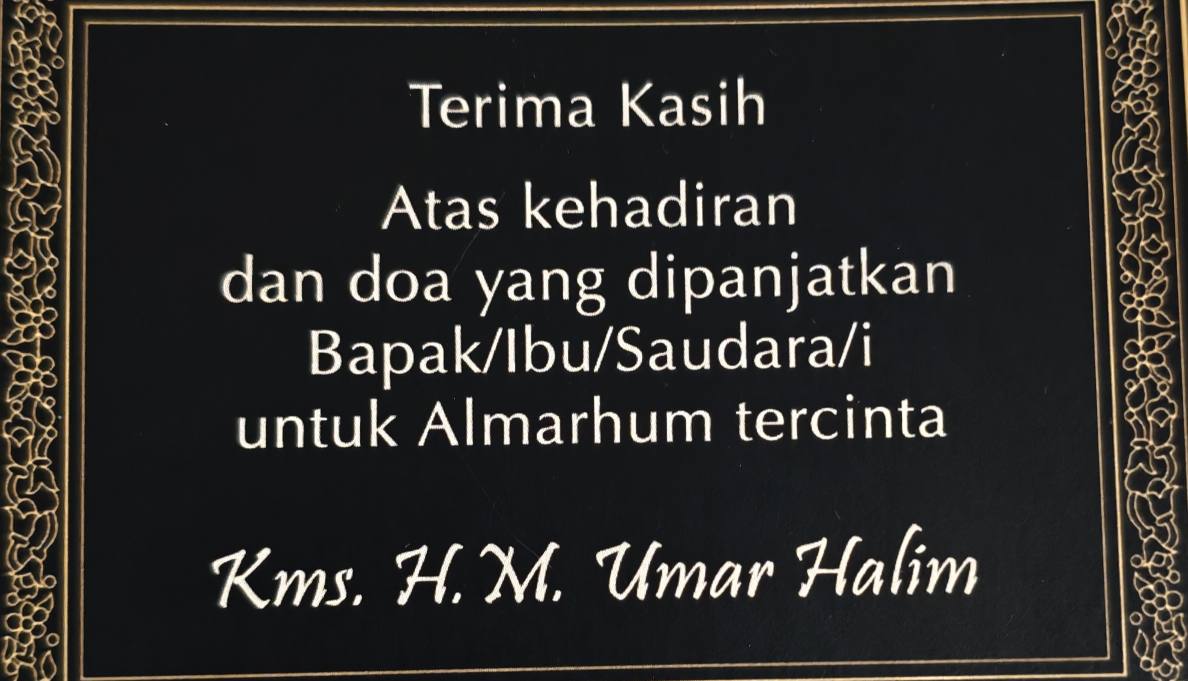 Terima Kasih
Atas kehadiran
dan doa yang dipanjatkan
Bapak/Ibu/Saudara/i
untuk Almarhum tercinta
Kms. H. M. Umar Halim